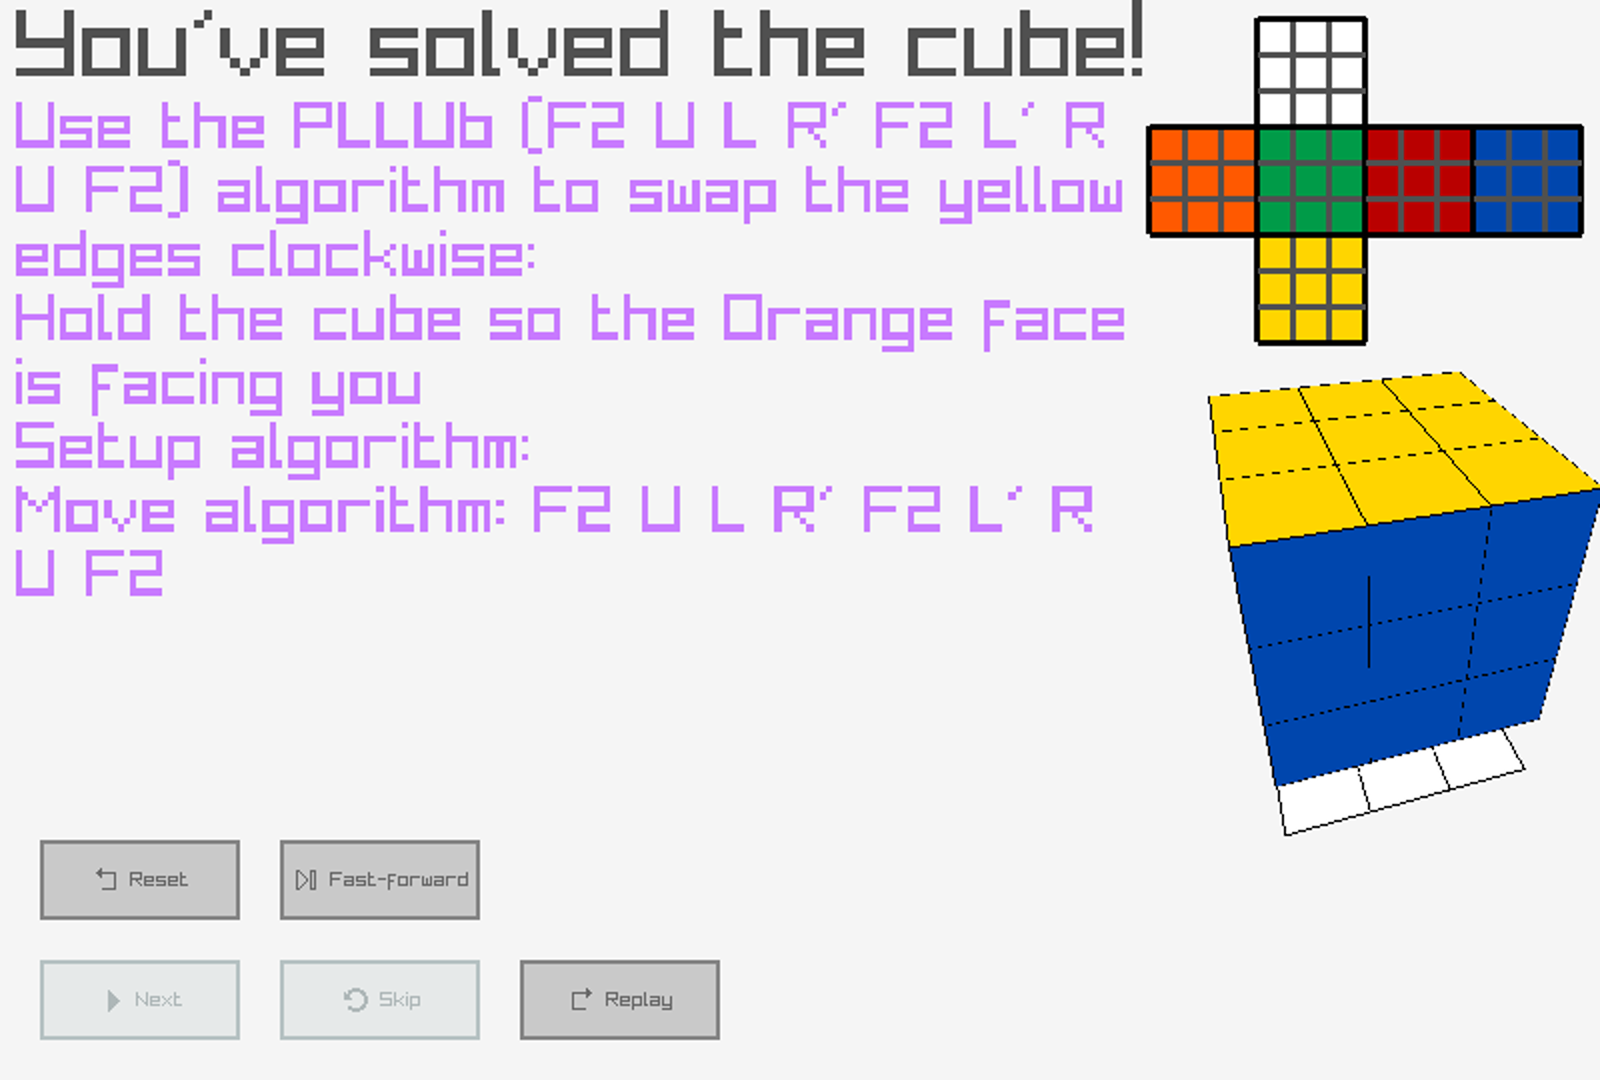 You've solved the cube!
Use the PLLUb (F2 U L R' F2 L' R
U F2) algorithm to swap the yellow
edges clockwise:
Hold the cube so the Orange face
is facing you
Setup algorithm:
Move algorithm: F2 U L R' F2 L' R
U F2
Reset
Fast-forward
Next
Skip
Replay